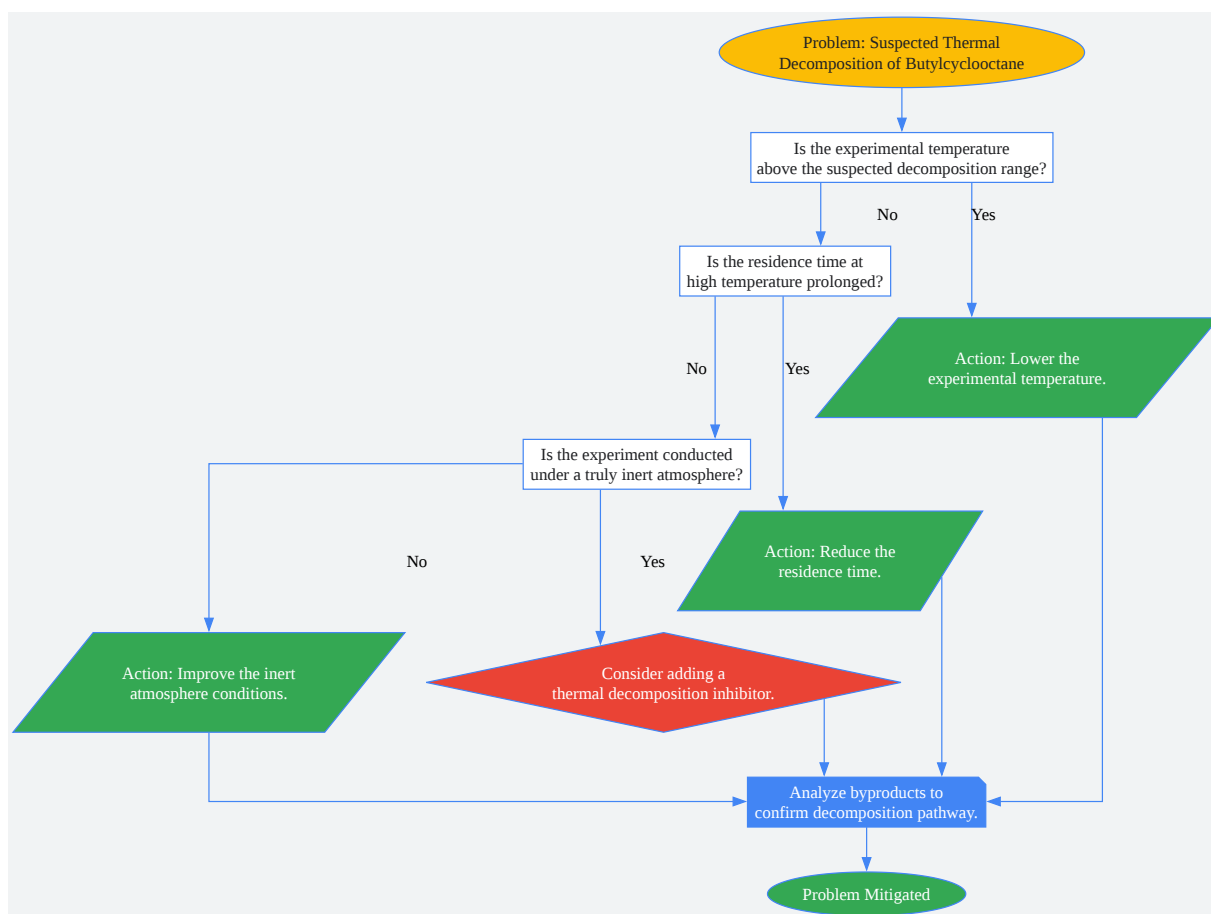 Problem: Suspected Thermal
Decomposition of Butylcyclooctane
Is the experimental temperature
above the suspected decomposition range?
No
Yes
Is the residence time at
high temperature prolonged?
No
Yes
Action: Lower the
experimental temperature.
Is the experiment conducted
under a truly inert atmosphere?
No
Yes
Action: Reduce the
residence time.
Action: Improve the inert
atmosphere conditions.
Consider adding a
thermal decomposition inhibitor.
Analyze byproducts to
confirm decomposition pathway.
Problem Mitigated